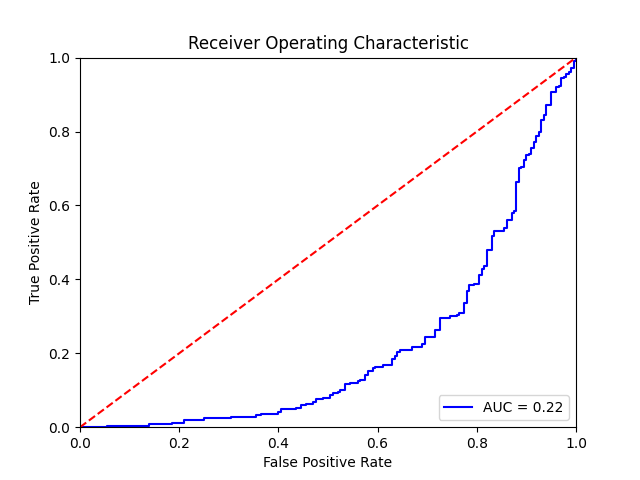 Receiver Operating Characteristic
True Positive Rate
1.0
0.8
0.6
0.4
0.2
0.0
AUC = 0.22
0.0 0.2 0.4 0.6 0.8 1.0
False Positive Rate